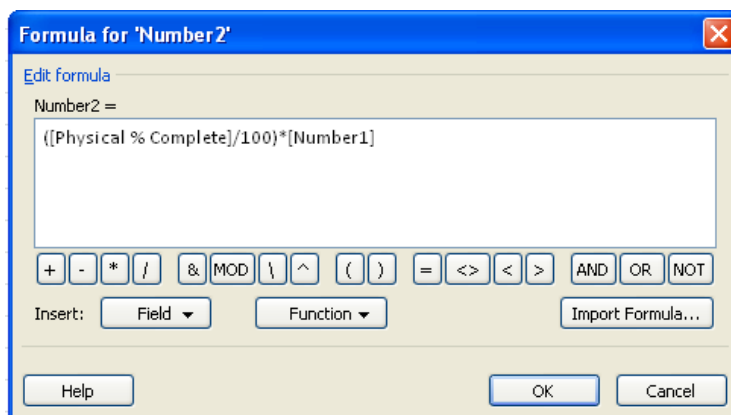 Formula for 'Number2'
Edit formula
Number2 =
([Physical % Complete]/100)*[Number1]
+ - * / & MOD \ ^ ( ) = <> < > AND OR NOT
Insert: Field Function Import Formula...
Help OK Cancel